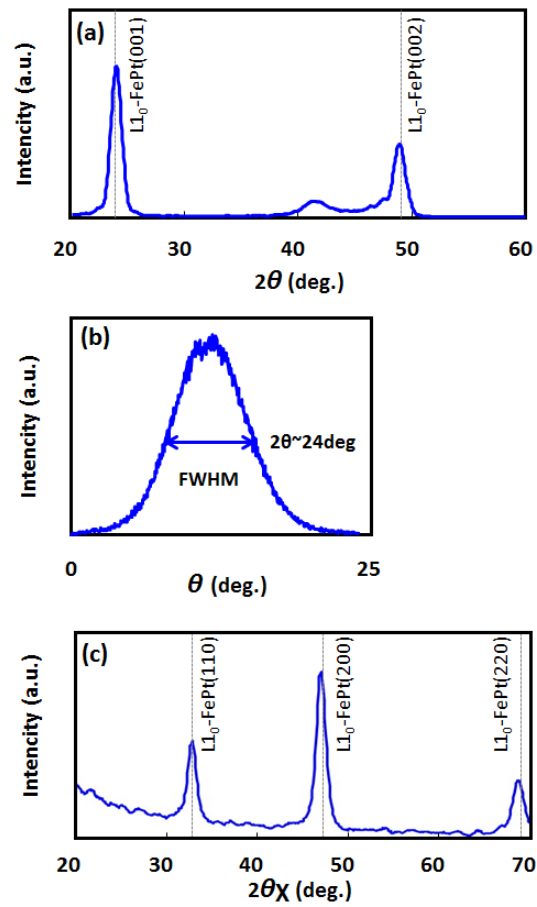 (a)
L1₀-FePt(001)
L1₀-FePt(002)
Intencity (a.u.)
20 30 40 50 60
2θ (deg.)
(b)
2θ~24deg
FWHM
Intencity (a.u.)
0 25
θ (deg.)
(c)
L1₀-FePt(110)
L1₀-FePt(200)
L1₀-FePt(220)
Intencity (a.u.)
20 30 40 50 60 70
2θχ (deg.)